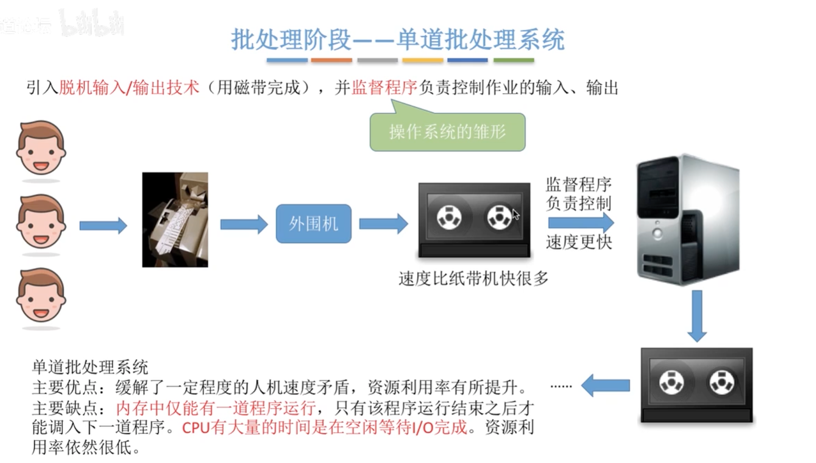 批处理阶段——单道批处理系统
引入脱机输入/输出技术（用磁带完成），并监督程序负责控制作业的输入、输出
操作系统的雏形
外围机
监督程序
负责控制
速度更快
速度比纸带机快很多
单道批处理系统
主要优点：缓解了一定程度的人机速度矛盾，资源利用率有所提升。
主要缺点：内存中仅能有一道程序运行，只有该程序运行结束之后才
能调入下一道程序。CPU有大量的时间是在空闲等待I/O完成。资源利
用率依然很低。
......